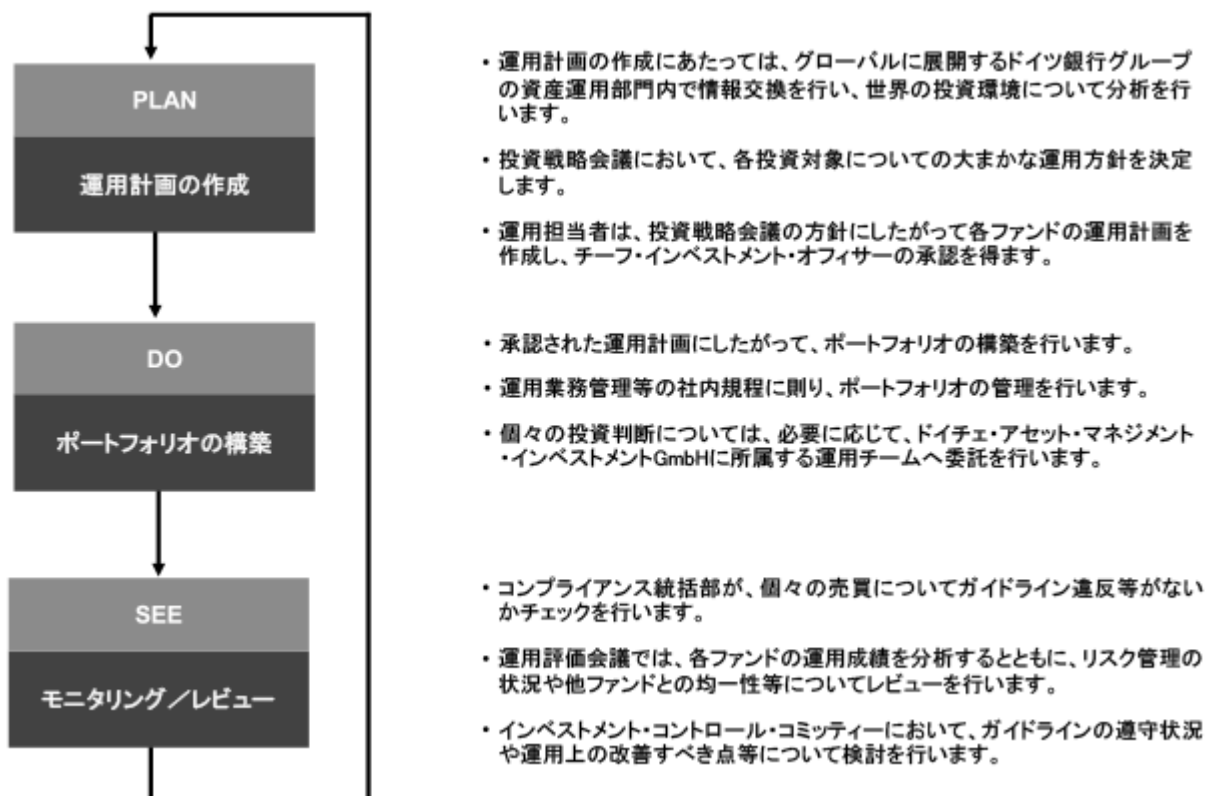 PLAN
運用計画の作成
・運用計画の作成にあたっては、グローバルに展開するドイツ銀行グループ
の資産運用部門内で情報交換を行い、世界の投資環境について分析を行
います。
・投資戦略会議において、各投資対象についての大まかな運用方針を決定
します。
・運用担当者は、投資戦略会議の方針にしたがって各ファンドの運用計画を
作成し、チーフ・インベストメント・オフィサーの承認を得ます。
DO
ポートフォリオの構築
・承認された運用計画にしたがって、ポートフォリオの構築を行います。
・運用業務管理等の社内規程に則り、ポートフォリオの管理を行います。
・個々の投資判断については、必要に応じて、ドイチェ・アセット・マネジメント
・インベストメントGmbHに所属する運用チームへ委託を行います。
SEE
モニタリング／レビュー
・コンプライアンス統括部が、個々の売買についてガイドライン違反等がない
かチェックを行います。
・運用評価会議では、各ファンドの運用成績を分析するとともに、リスク管理の
状況や他ファンドとの均一性等についてレビューを行います。
・インベストメント・コントロール・コミッティーにおいて、ガイドラインの遵守状況
や運用上の改善すべき点等について検討を行います。